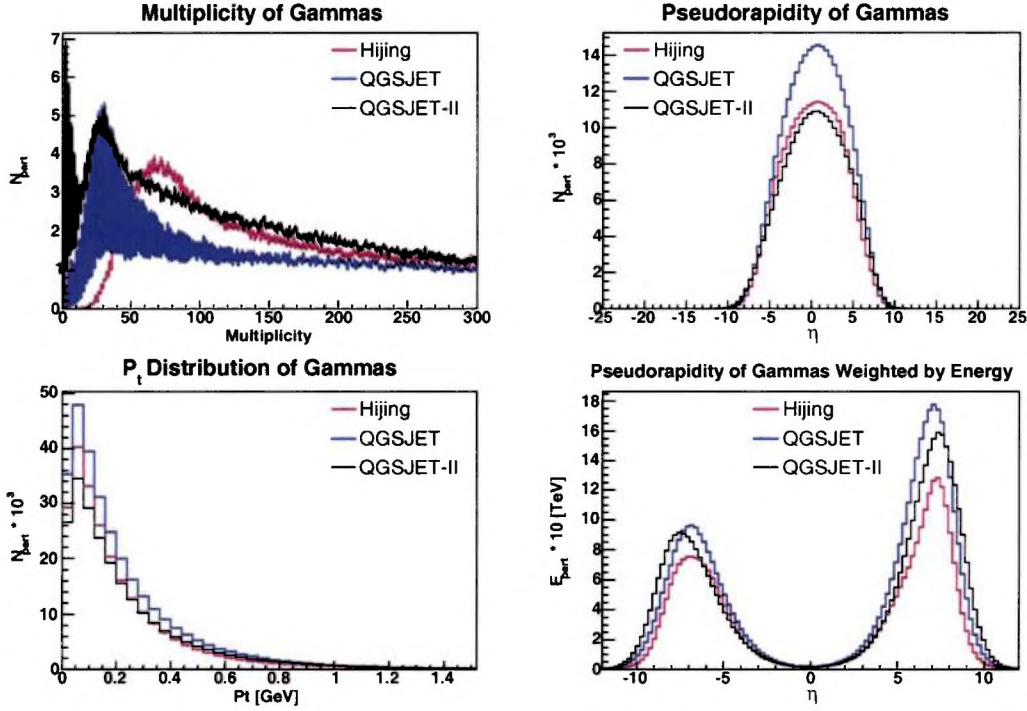 Multiplicity of Gammas
7
6
5
4
3
2
1
0
N_part
Hijing
QGSJET
QGSJET-II
0 50 100 150 200 250 300
Multiplicity
Pseudorapidity of Gammas
14
12
10
8
6
4
2
0
N_part * 10^3
Hijing
QGSJET
QGSJET-II
-25 -20 -15 -10 -5 0 5 10 15 20 25
η
P_t Distribution of Gammas
50
40
30
20
10
0
N_part * 10^3
Hijing
QGSJET
QGSJET-II
0 0.2 0.4 0.6 0.8 1 1.2 1.4
Pt [GeV]
Pseudorapidity of Gammas Weighted by Energy
18
16
14
12
10
8
6
4
2
0
E_part * 10 [TeV]
Hijing
QGSJET
QGSJET-II
-10 -5 0 5 10
η